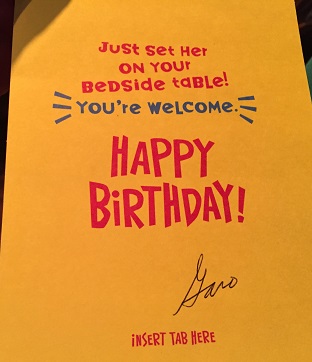 Just set Her
on Your
Bedside table!
You're welcome.
HAPPY
BiRTHDAY!
Garo
iNSERT TAB HERE